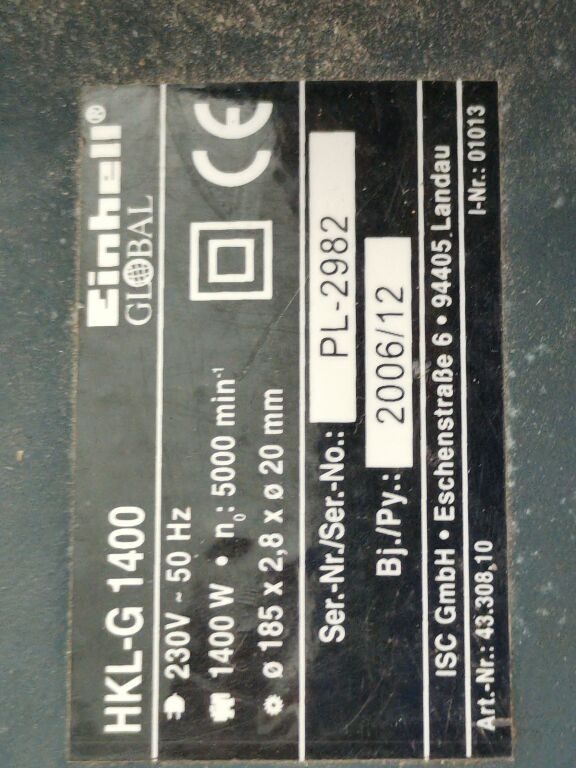 HKL-G 1400 Einhell®
GLOBAL
230V ~ 50 Hz
1400 W • n₀: 5000 min⁻¹
ø 185 x 2,8 x ø 20 mm
CE
Ser.-Nr./Ser.-No.: PL-2982
Bj./Py.: 2006/12
ISC GmbH • Eschenstraße 6 • 94405 Landau
Art.-Nr.: 43.308,10 I-Nr.: 01013